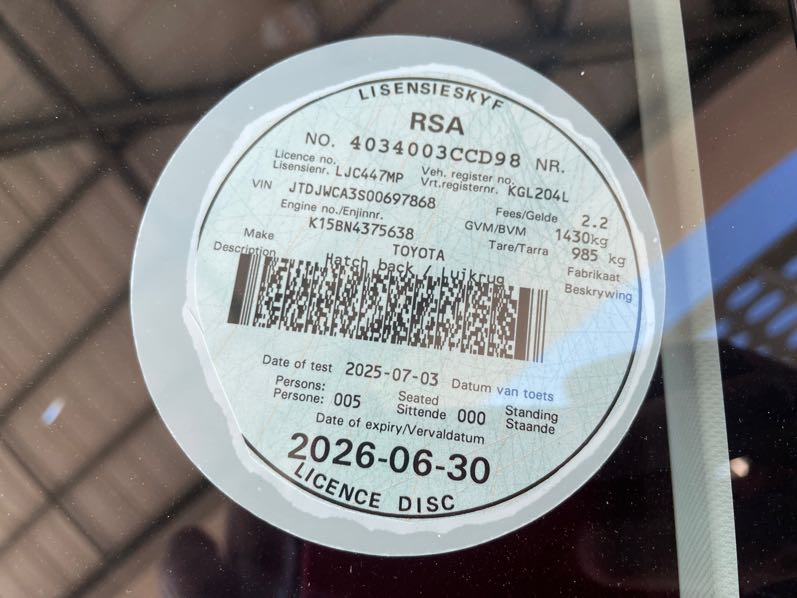 LISENSIESKYF
RSA
NO. 4034003CCD98 NR.
Licence no. Veh. register no.
Lisensienr. LJC447MP Vrt.registernr. KGL204L
VIN JTDJWCA3S00697868 Fees/Gelde 2.2
Engine no./Enjinnr. GVM/BVM 1430kg
K15BN4375638 Tare/Tarra 985 kg
Make TOYOTA Fabrikaat
Description Hatch back / Luikrug Beskrywing
Date of test 2025-07-03 Datum van toets
Persons: Seated Standing
Persone: 005 Sittende 000 Staande
Date of expiry/Vervaldatum
2026-06-30
LICENCE DISC